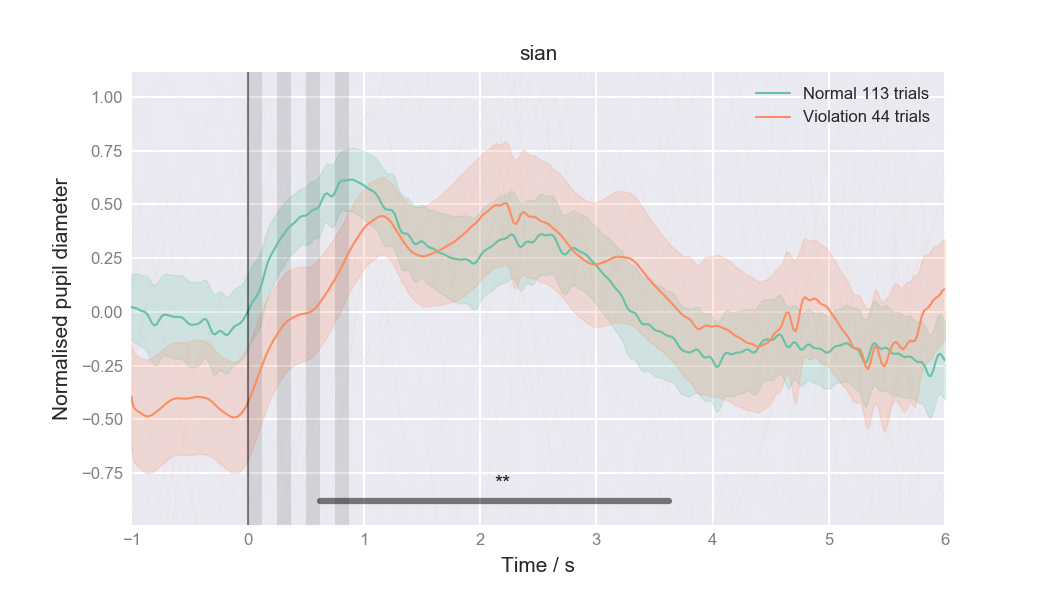 sian
Normal 113 trials
Violation 44 trials
Normalised pupil diameter
1.00
0.75
0.50
0.25
0.00
−0.25
−0.50
−0.75
**
−1 0 1 2 3 4 5 6
Time / s